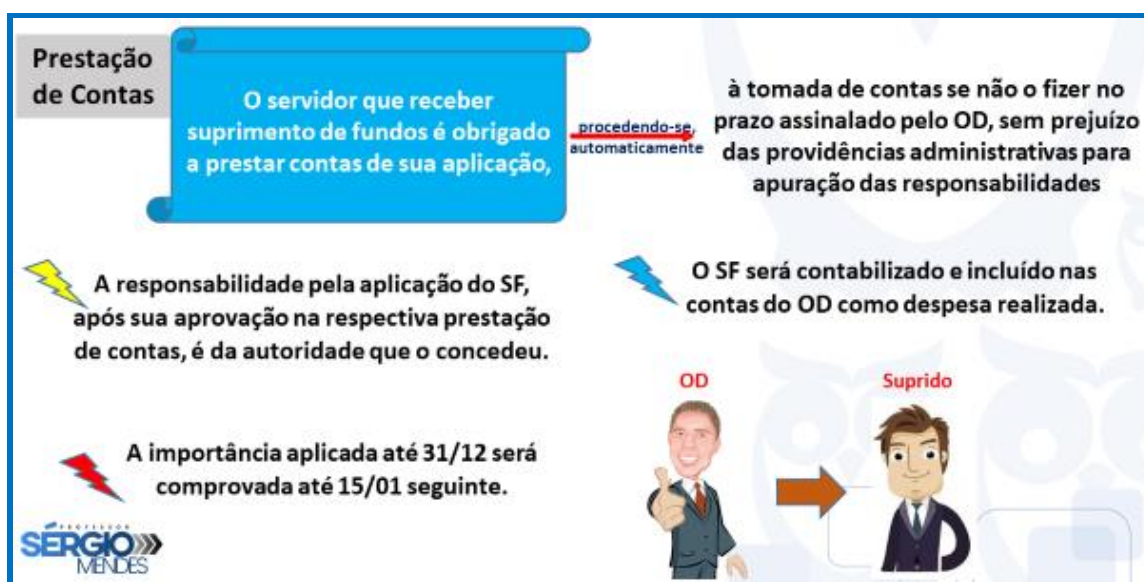 Prestação
de Contas
O servidor que receber
suprimento de fundos é obrigado
a prestar contas de sua aplicação,
procedendo-se,
automaticamente
à tomada de contas se não o fizer no
prazo assinalado pelo OD, sem prejuízo
das providências administrativas para
apuração das responsabilidades
A responsabilidade pela aplicação do SF,
após sua aprovação na respectiva prestação
de contas, é da autoridade que o concedeu.
O SF será contabilizado e incluído nas
contas do OD como despesa realizada.
A importância aplicada até 31/12 será
comprovada até 15/01 seguinte.
OD
Suprido
PROFESSOR
SÉRGIO
MENDES